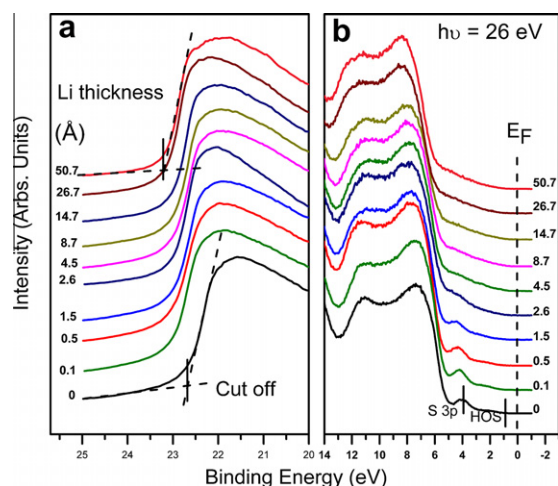 a
b
hυ = 26 eV
Li thickness
(Å)
E_F
50.7
26.7
14.7
8.7
4.5
2.6
1.5
0.5
0.1
0
Cut off
50.7
26.7
14.7
8.7
4.5
2.6
1.5
0.5
0.1
0
S 3p
HOS
Intensity (Arbs. Units)
25 24 23 22 21 20
14 12 10 8 6 4 2 0 -2
Binding Energy (eV)